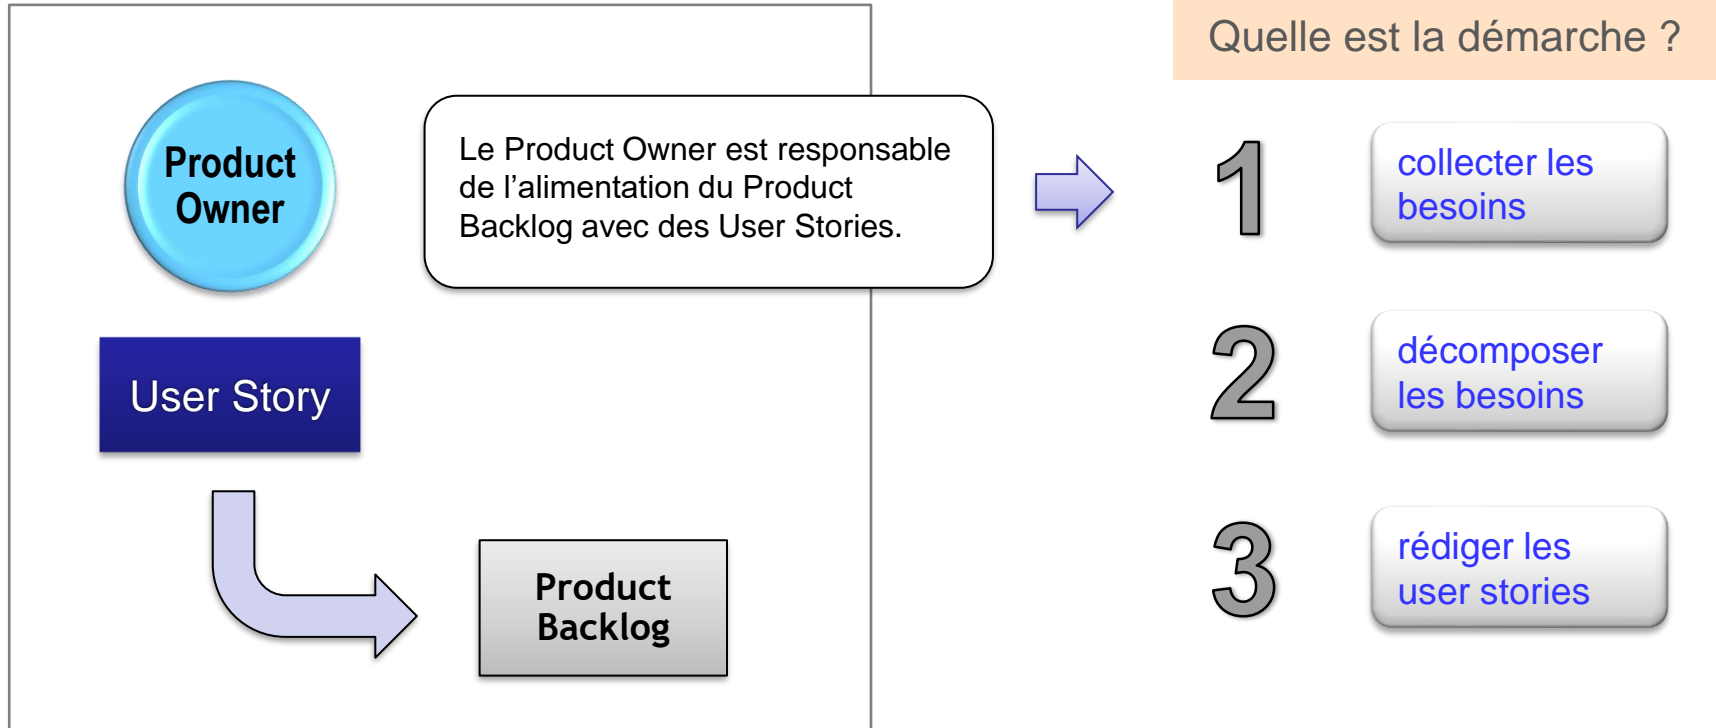 Quelle est la démarche ?
Product
Owner
Le Product Owner est responsable
de l’alimentation du Product
Backlog avec des User Stories.
1
collecter les
besoins
User Story
2
décomposer
les besoins
Product
Backlog
3
rédiger les
user stories